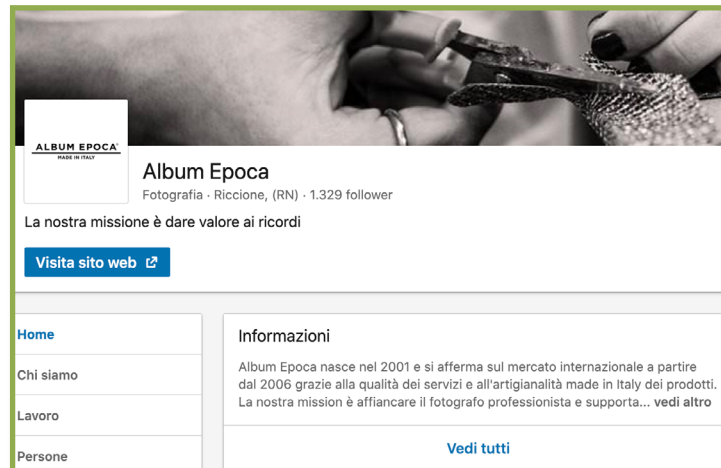 ALBUM EPOCA®
MADE IN ITALY
Album Epoca
Fotografia · Riccione, (RN) · 1.329 follower
La nostra missione è dare valore ai ricordi
Visita sito web
Home
Chi siamo
Lavoro
Persone
Informazioni
Album Epoca nasce nel 2001 e si afferma sul mercato internazionale a partire
dal 2006 grazie alla qualità dei servizi e all'artigianalità made in Italy dei prodotti.
La nostra mission è affiancare il fotografo professionista e supporta... vedi altro
Vedi tutti